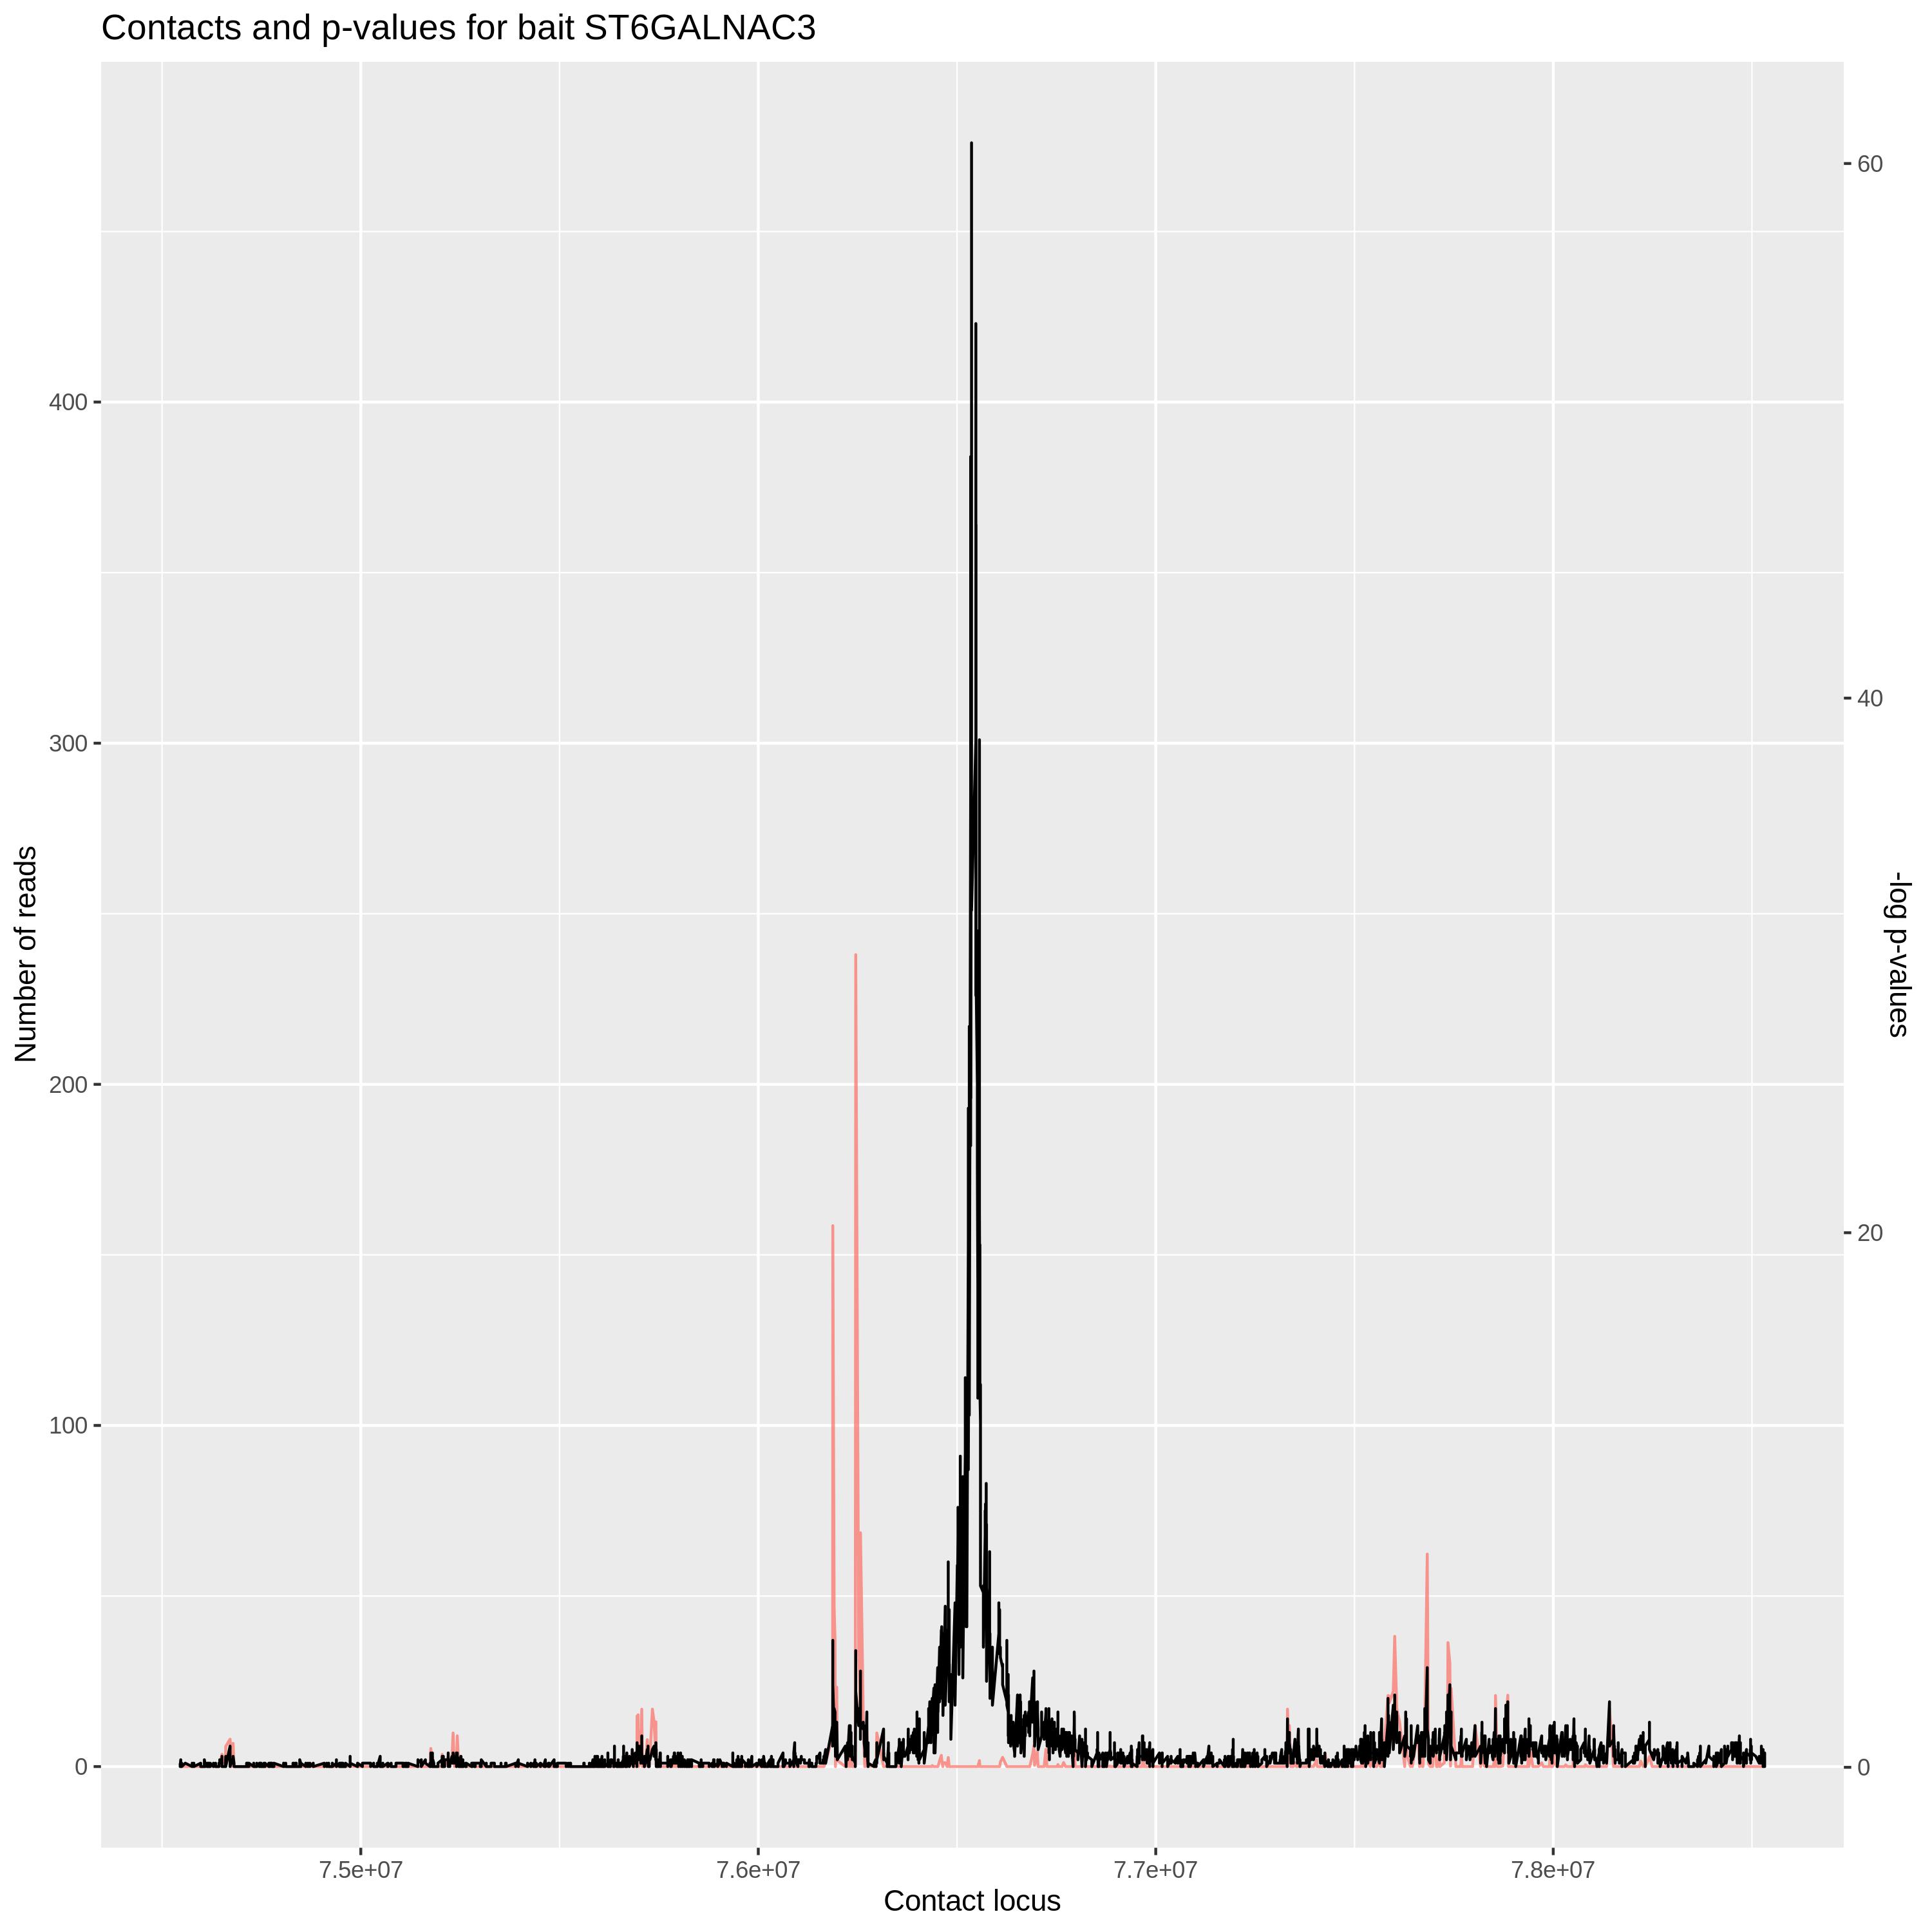 Contacts and p-values for bait ST6GALNAC3
Number of reads
400
300
200
100
0
60
40
20
0
-log p-values
7.5e+07 7.6e+07 7.7e+07 7.8e+07
Contact locus